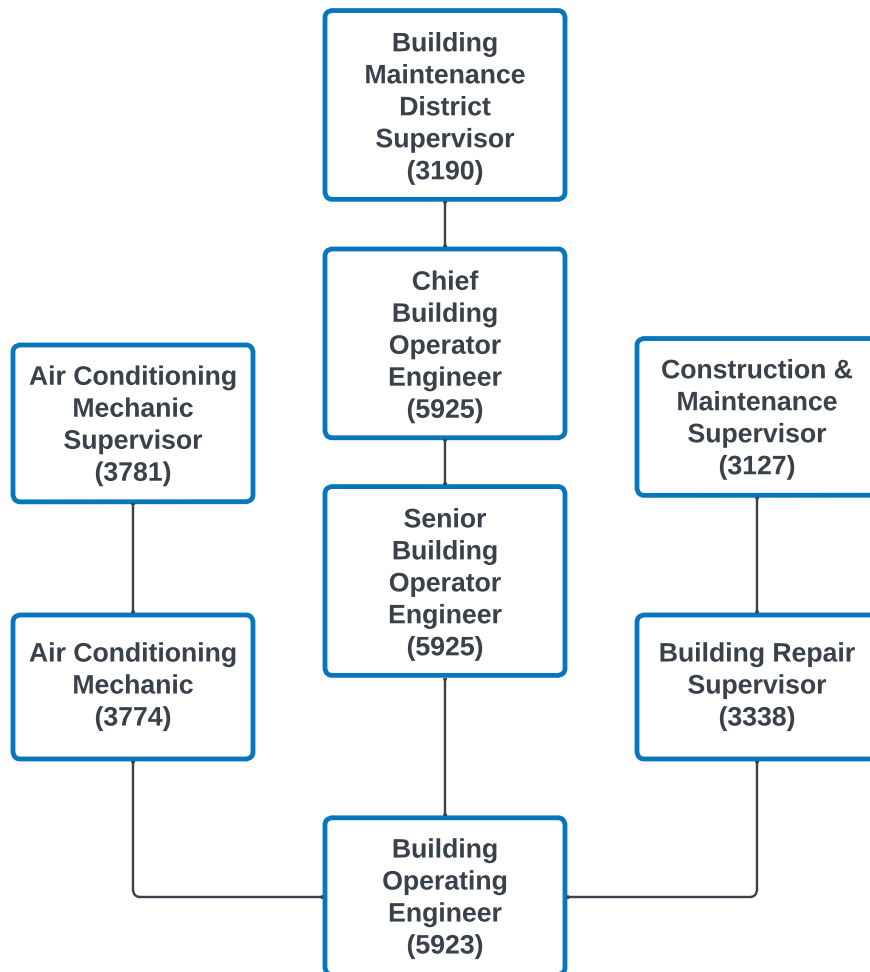 Building
Maintenance
District
Supervisor
(3190)
Chief
Building
Operator
Engineer
(5925)
Air Conditioning
Mechanic
Supervisor
(3781)
Construction &
Maintenance
Supervisor
(3127)
Senior
Building
Operator
Engineer
(5925)
Air Conditioning
Mechanic
(3774)
Building Repair
Supervisor
(3338)
Building
Operating
Engineer
(5923)